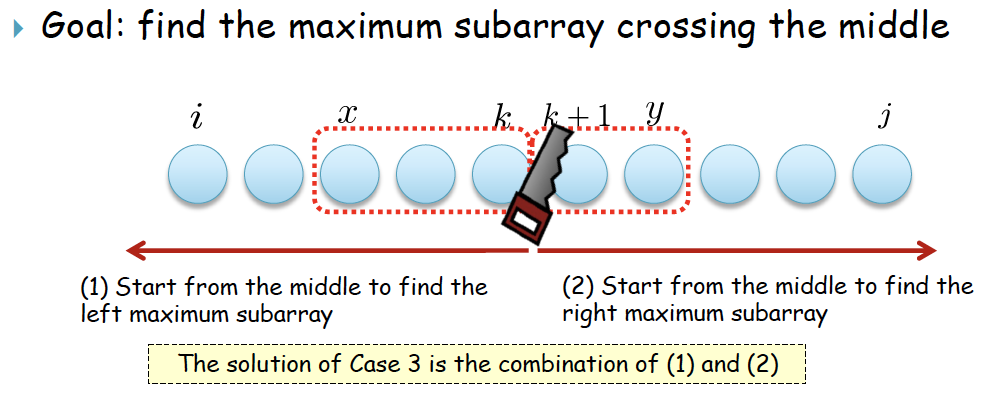 Goal: find the maximum subarray crossing the middle
i x k k + 1 y j
(1) Start from the middle to find the
left maximum subarray
(2) Start from the middle to find the
right maximum subarray
The solution of Case 3 is the combination of (1) and (2)